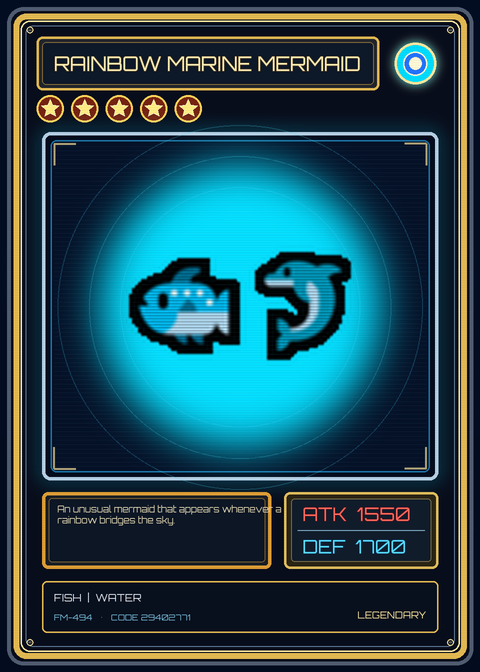 RAINBOW MARINE MERMAID
An unusual mermaid that appears whenever a
rainbow bridges the sky.
ATK 1550
DEF 1700
FISH | WATER
FM-494 · CODE 29402771
LEGENDARY